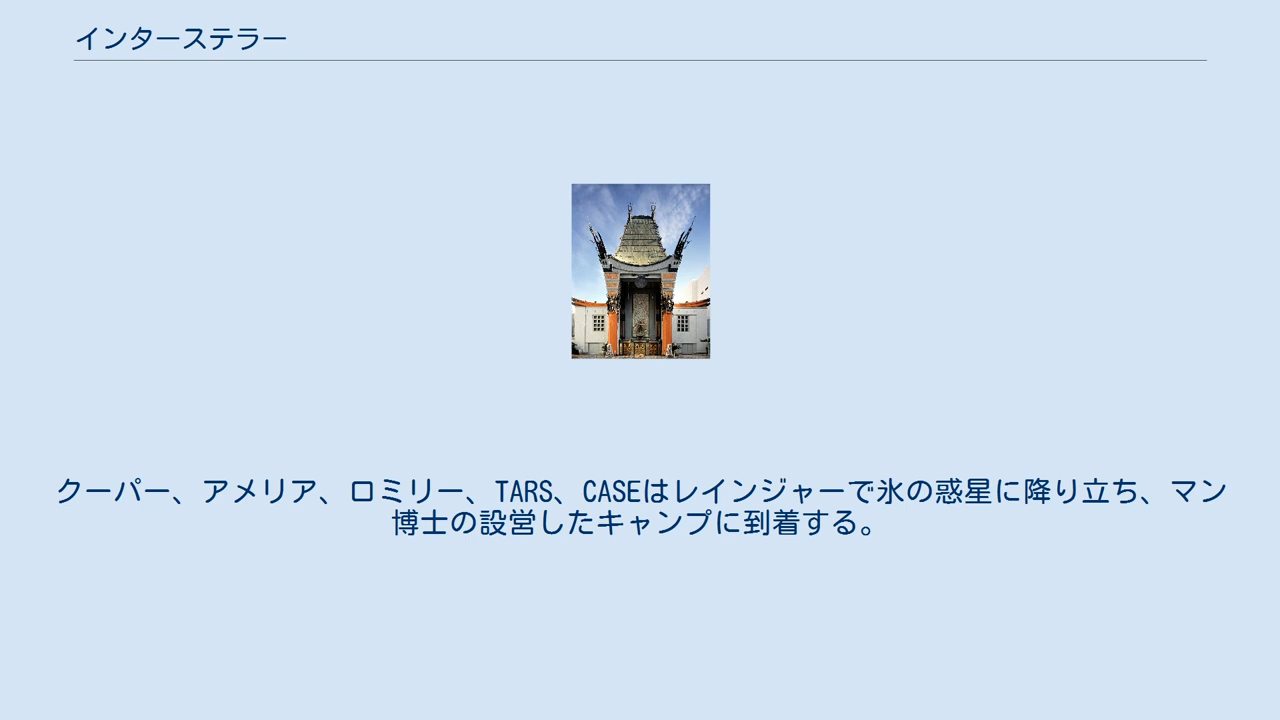 インターステラー
クーパー、アメリア、ロミリー、TARS、CASEはレインジャーで氷の惑星に降り立ち、マン
博士の設営したキャンプに到着する。